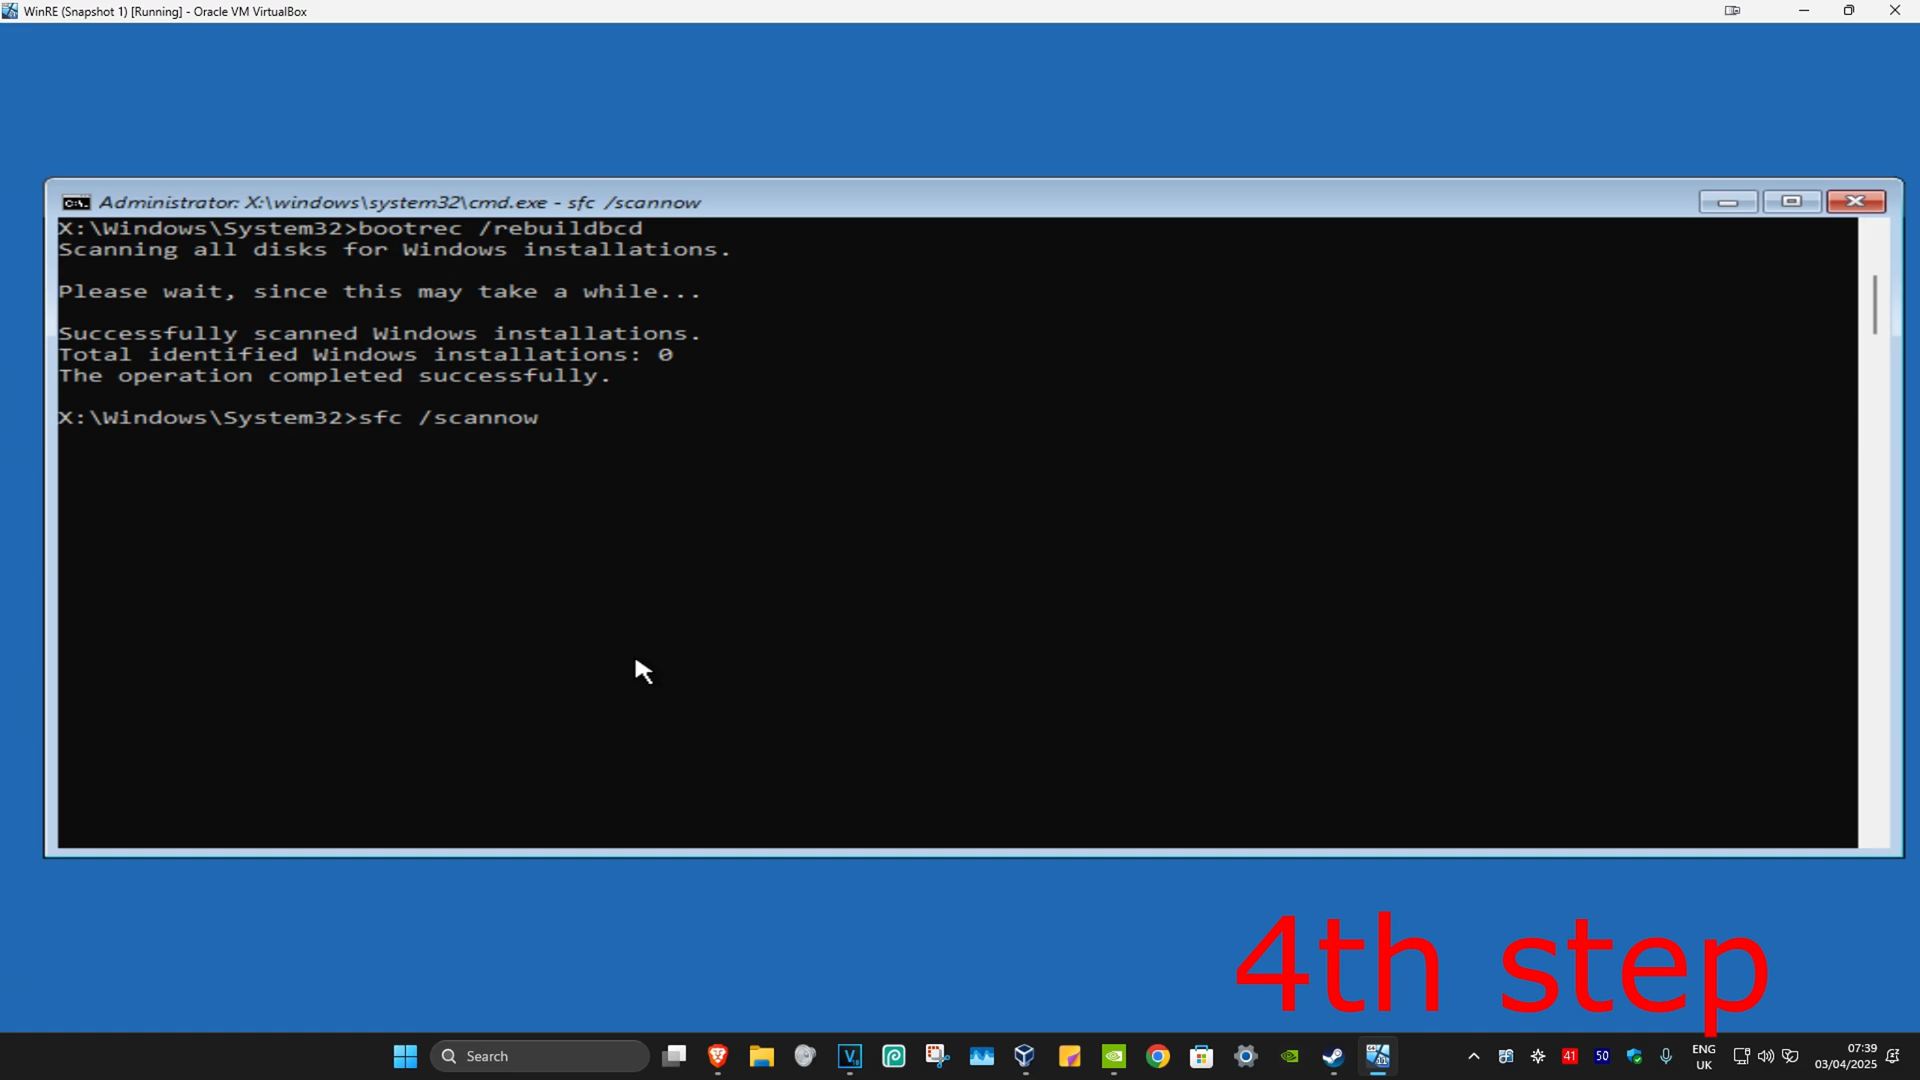 WinRE (Snapshot 1) [Running] - Oracle VM VirtualBox
Administrator: X:\windows\system32\cmd.exe - sfc /scannow
X:\Windows\System32>bootrec /rebuildbcd
Scanning all disks for Windows installations.
Please wait, since this may take a while...
Successfully scanned Windows installations.
Total identified Windows installations: 0
The operation completed successfully.
X:\Windows\System32>sfc /scannow
4th step
Search
41
50
ENG
UK
07:39
03/04/2025